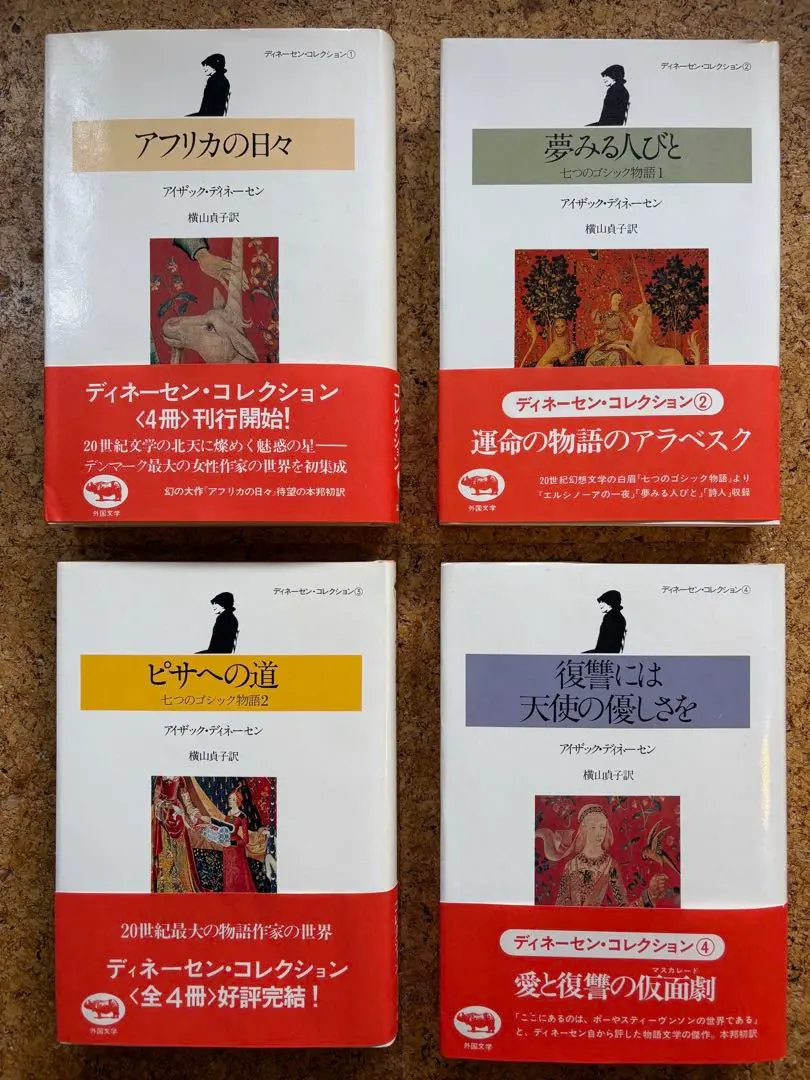 ディネーセン・コレクション①
アフリカの日々
アイザック・ディネーセン
横山貞子訳
ディネーセン・コレクション
〈4冊〉刊行開始!
20世紀文学の北天に燦めく魅惑の星——
デンマーク最大の女性作家の世界を初集成
幻の大作「アフリカの日々」待望の本邦初訳
外国文学
コレクション
ディネーセン・コレクション②
夢みる人びと
七つのゴシック物語1
アイザック・ディネーセン
横山貞子訳
ディネーセン・コレクション②
運命の物語のアラベスク
20世紀幻想文学の白眉『七つのゴシック物語』より
「エルシノーアの一夜」「夢みる人びと」「詩人」収録
外国文学
ディネーセン・コレクション③
ピサへの道
七つのゴシック物語2
アイザック・ディネーセン
横山貞子訳
20世紀最大の物語作家の世界
ディネーセン・コレクション
〈全4冊〉好評完結!
外国文学
ディネーセン・コレクション④
復讐には
天使の優しさを
アイザック・ディネーセン
横山貞子訳
ディネーセン・コレクション④
マスカレード
愛と復讐の仮面劇
「ここにあるのは、ポーやスティーヴンソンの世界である」
と、ディネーセン自から評した物語文学の傑作。本邦初訳
外国文学